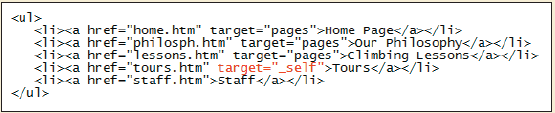 <ul>
<li><a href="home.htm" target="pages">Home Page</a></li>
<li><a href="philosph.htm" target="pages">Our Philosophy</a></li>
<li><a href="lessons.htm" target="pages">Climbing Lessons</a></li>
<li><a href="tours.htm" target="_self">Tours</a></li>
<li><a href="staff.htm">Staff</a></li>
</ul>